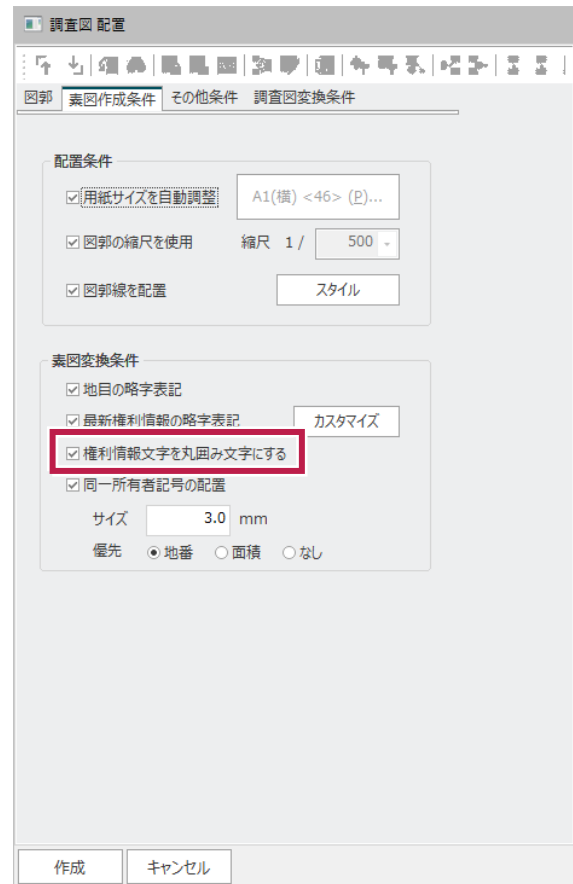 調査図 配置
図郭 素図作成条件 その他条件 調査図変換条件
配置条件
用紙サイズを自動調整 A1(横) <46> (P)...
図郭の縮尺を使用 縮尺 1 / 500
図郭線を配置 スタイル
素図変換条件
地目の略字表記
最新権利情報の略字表記 カスタマイズ
権利情報文字を丸囲み文字にする
同一所有者記号の配置
サイズ 3.0 mm
優先 地番 面積 なし
作成 キャンセル